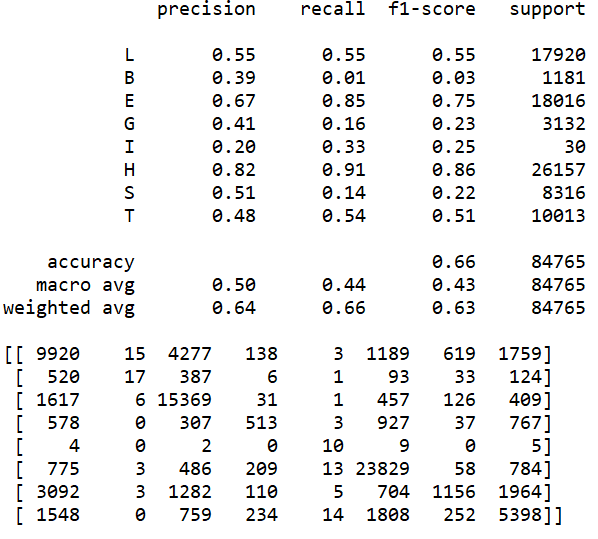 precision recall f1-score support
L 0.55 0.55 0.55 17920
B 0.39 0.01 0.03 1181
E 0.67 0.85 0.75 18016
G 0.41 0.16 0.23 3132
I 0.20 0.33 0.25 30
H 0.82 0.91 0.86 26157
S 0.51 0.14 0.22 8316
T 0.48 0.54 0.51 10013
accuracy 0.66 84765
macro avg 0.50 0.44 0.43 84765
weighted avg 0.64 0.66 0.63 84765
[[ 9920 15 4277 138 3 1189 619 1759]
[ 520 17 387 6 1 93 33 124]
[ 1617 6 15369 31 1 457 126 409]
[ 578 0 307 513 3 927 37 767]
[ 4 0 2 0 10 9 0 5]
[ 775 3 486 209 13 23829 58 784]
[ 3092 3 1282 110 5 704 1156 1964]
[ 1548 0 759 234 14 1808 252 5398]]